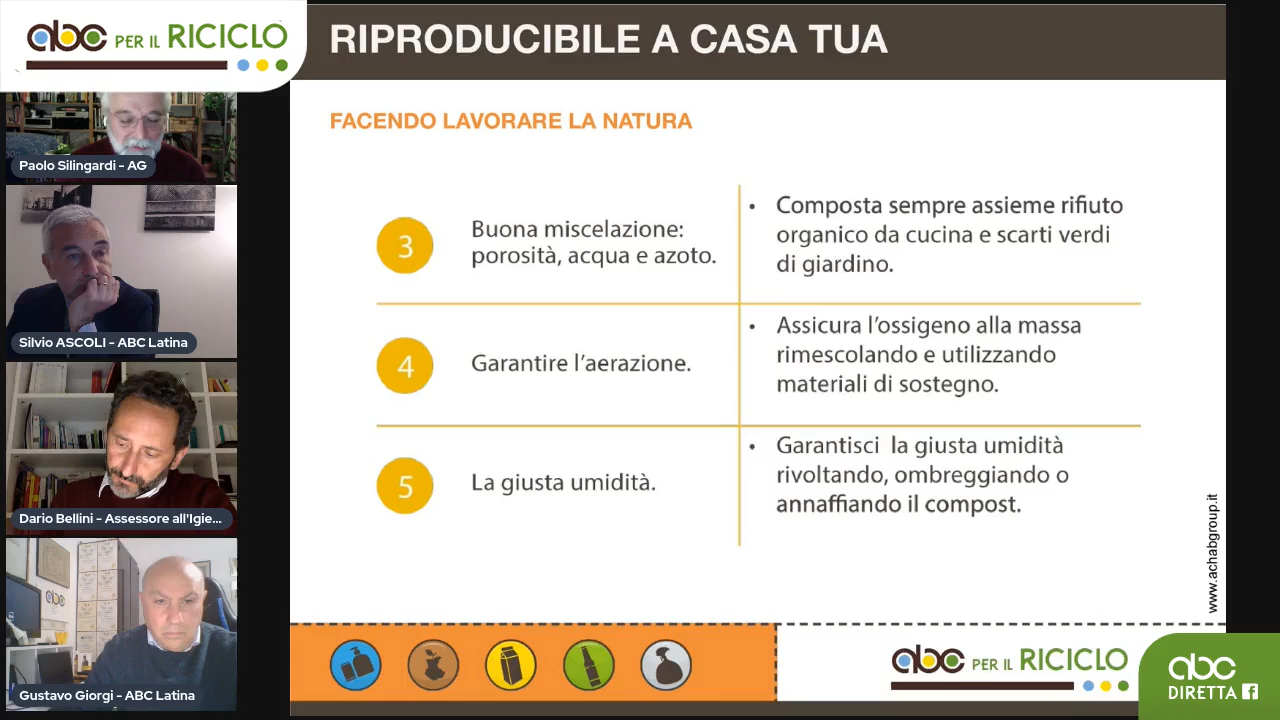 abc PER IL RICICLO
Paolo Silingardi - AG
Silvio ASCOLI - ABC Latina
Dario Bellini - Assessore all'Igie...
Gustavo Giorgi - ABC Latina
RIPRODUCIBILE A CASA TUA
FACENDO LAVORARE LA NATURA
3
Buona miscelazione:
porosità, acqua e azoto.
• Composta sempre assieme rifiuto
organico da cucina e scarti verdi
di giardino.
4
Garantire l'aerazione.
• Assicura l'ossigeno alla massa
rimescolando e utilizzando
materiali di sostegno.
5
La giusta umidità.
• Garantisci la giusta umidità
rivoltando, ombreggiando o
annaffiando il compost.
www.achabgroup.it
abc PER IL RICICLO
abc
DIRETTA f